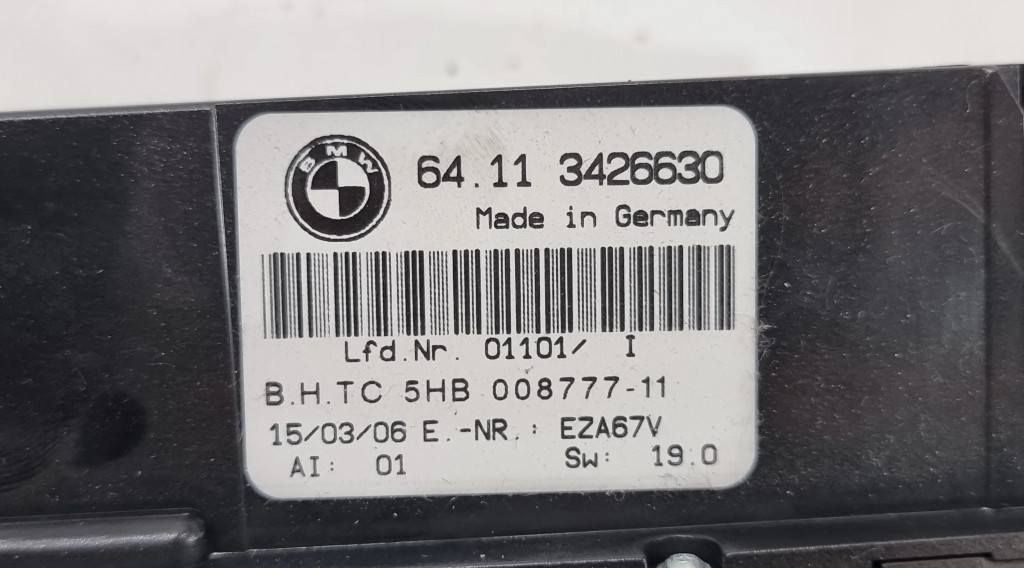 BMW
64.11 3426630
Made in Germany
Lfd.Nr. 01101/ I
B.H.TC 5HB 008777-11
15/03/06 E.-NR.: EZA67V
AI: 01 Sw: 19.0